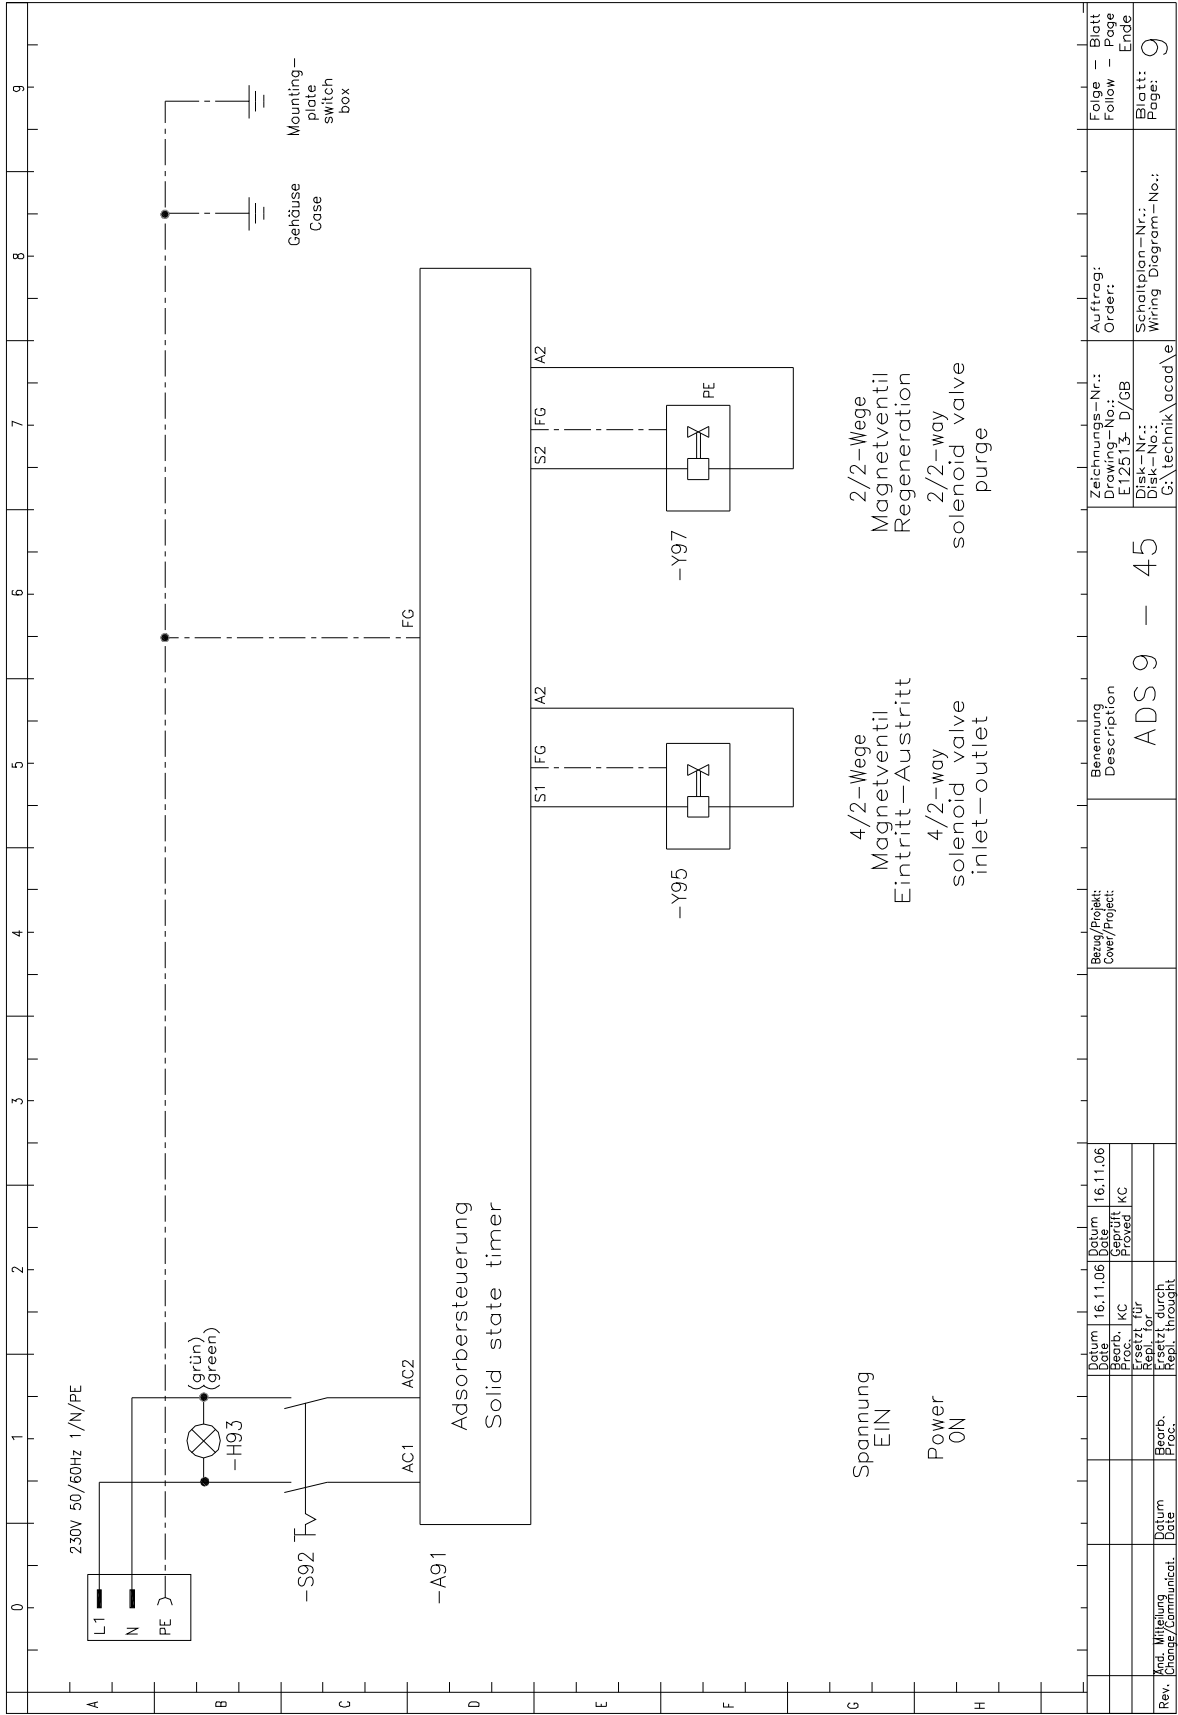 0 1 2 3 4 5 6 7 8 9
A
B
C
D
E
F
G
H
230V 50/60Hz 1/N/PE
L1
N
PE
(grün)
(green)
-H93
-S92
AC1
AC2
-A91
Adsorbersteuerung
Solid state timer
FG
Gehäuse
Case
Mounting-
plate
switch
box
S1
FG
A2
-Y95
S2
FG
A2
PE
-Y97
Spannung
EIN
Power
ON
4/2-Wege
Magnetventil
Eintritt-Austritt
4/2-way
solenoid valve
inlet-outlet
2/2-Wege
Magnetventil
Regeneration
2/2-way
solenoid valve
purge
Rev.
Änd. Mitteilung
Change/Communicat.
Datum
Date
Bearb.
Proc.
Datum
Date
16.11.06
Bearb.
Proc.
KC
Ersetzt für
Repl. for
Ersetzt durch
Repl. throught
Datum
Date
16.11.06
Geprüft
Proved
KC
Bezug/Projekt:
Cover/Project:
Benennung
Description
ADS 9 - 45
Zeichnungs-Nr.:
Drawing-No.:
E12513- D/GB
Disk-Nr.:
Disk-No.:
G:\technik\acad\e
Auftrag:
Order:
Schaltplan-Nr.:
Wiring Diagram-No.:
Folge - Blatt
Follow - Page
Ende
Blatt:
Page: 9